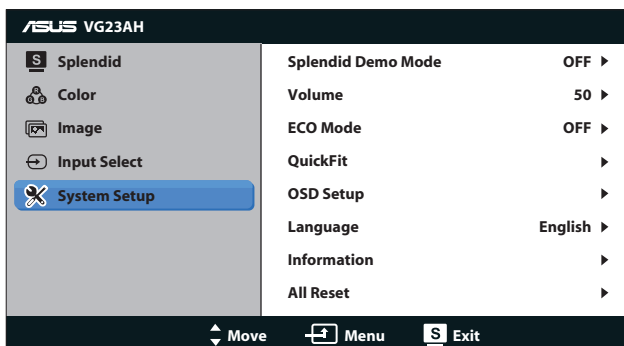 ASUS VG23AH
S Splendid
Color
Image
Input Select
System Setup
Splendid Demo Mode OFF
Volume 50
ECO Mode OFF
QuickFit
OSD Setup
Language English
Information
All Reset
Move Menu S Exit